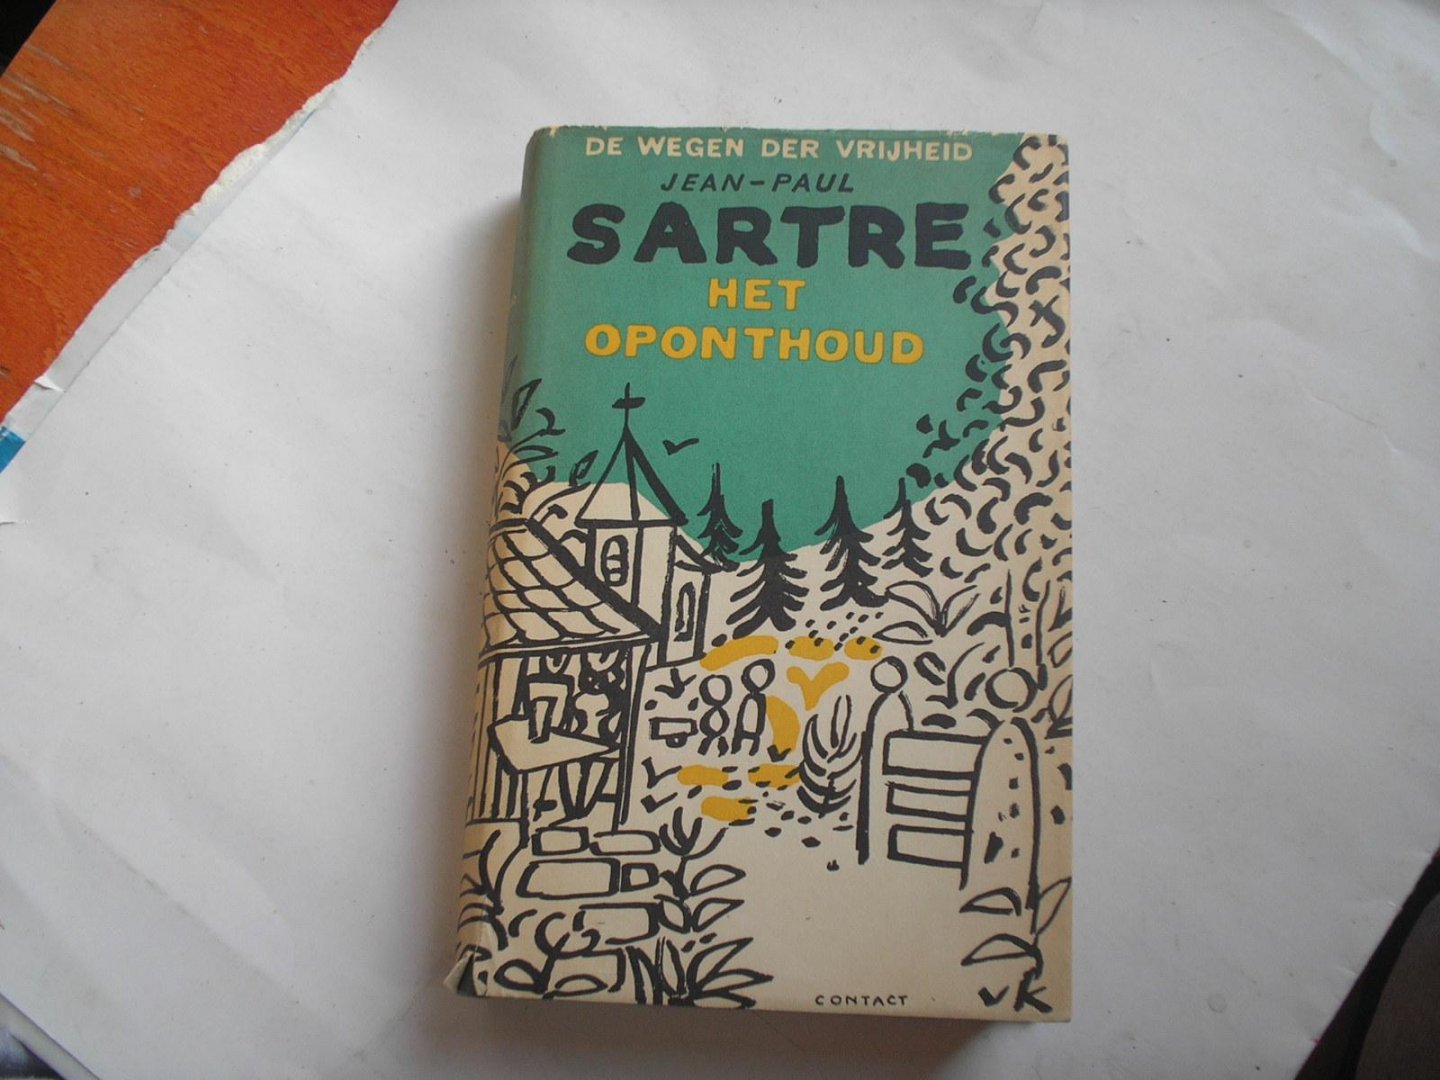 DE WEGEN DER VRIJHEID
JEAN-PAUL
SARTRE
HET
OPONTHOUD
CONTACT
vK